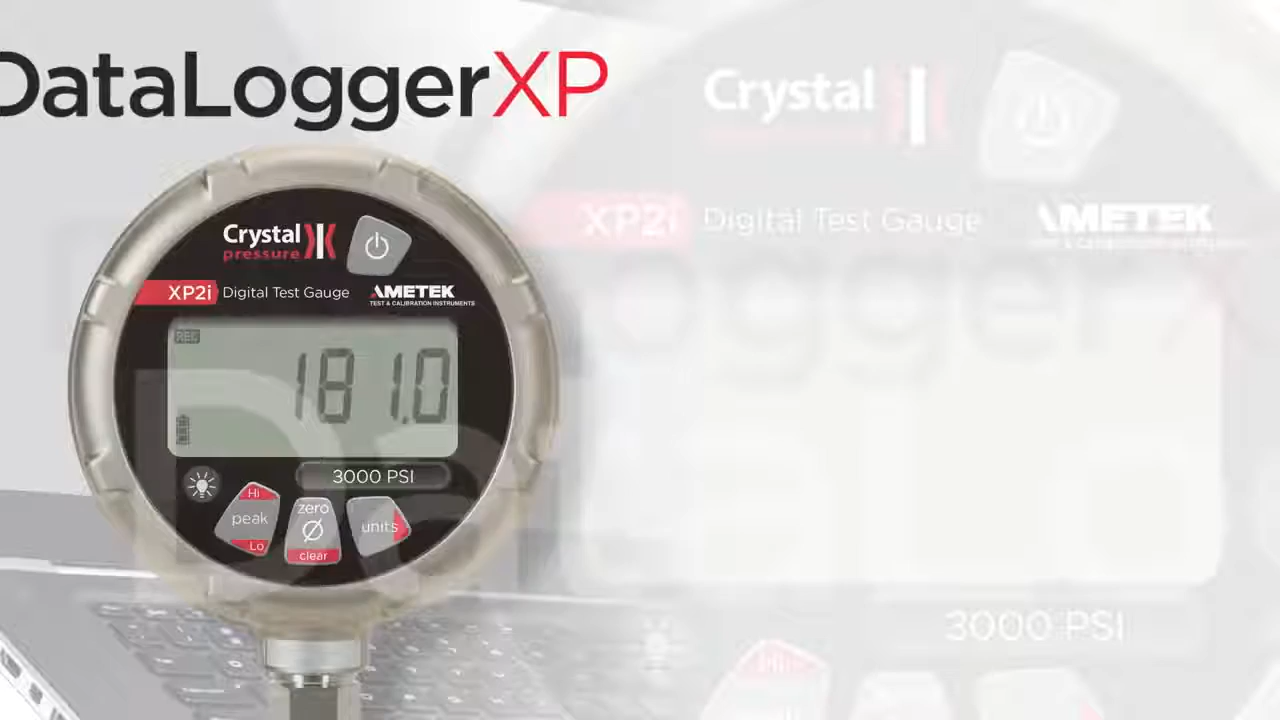 DataLoggerXP
Crystal
pressure
XP2i Digital Test Gauge
AMETEK
TEST & CALIBRATION INSTRUMENTS
REC
181.0
3000 PSI
Hi
peak
Lo
zero
clear
units
Crystal
XP2i Digital Test Gauge
AMETEK
3000 PSI
Hi